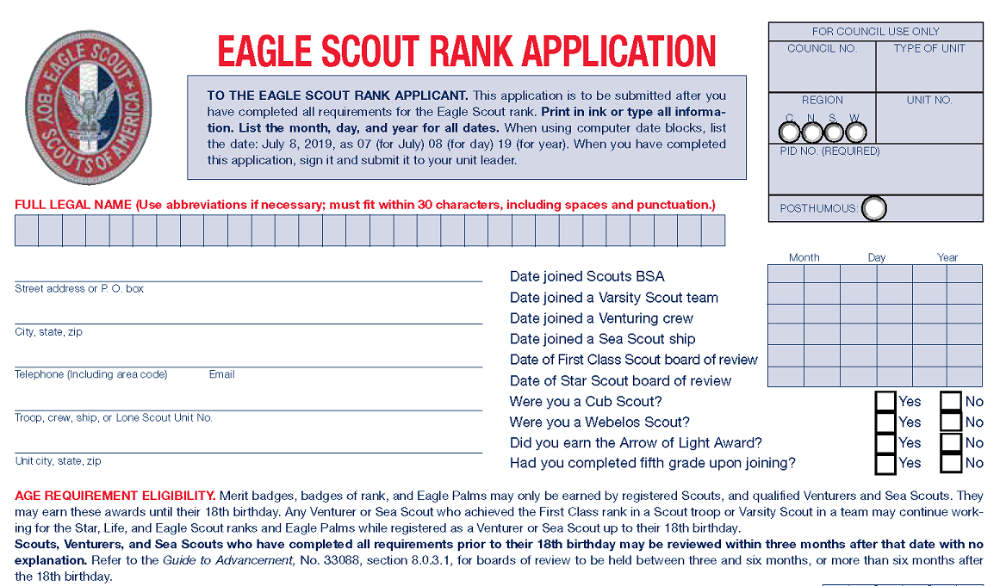 EAGLE SCOUT
BOY SCOUTS OF AMERICA
EAGLE SCOUT RANK APPLICATION
TO THE EAGLE SCOUT RANK APPLICANT. This application is to be submitted after you
have completed all requirements for the Eagle Scout rank. Print in ink or type all informa-
tion. List the month, day, and year for all dates. When using computer date blocks, list
the date: July 8, 2019, as 07 (for July) 08 (for day) 19 (for year). When you have completed
this application, sign it and submit it to your unit leader.
FOR COUNCIL USE ONLY
COUNCIL NO. TYPE OF UNIT
REGION UNIT NO.
C N S W
PID NO. (REQUIRED)
POSTHUMOUS:
FULL LEGAL NAME (Use abbreviations if necessary; must fit within 30 characters, including spaces and punctuation.)
Street address or P. O. box
City, state, zip
Telephone (Including area code) Email
Troop, crew, ship, or Lone Scout Unit No.
Unit city, state, zip
Month Day Year
Date joined Scouts BSA
Date joined a Varsity Scout team
Date joined a Venturing crew
Date joined a Sea Scout ship
Date of First Class Scout board of review
Date of Star Scout board of review
Were you a Cub Scout? Yes No
Were you a Webelos Scout? Yes No
Did you earn the Arrow of Light Award? Yes No
Had you completed fifth grade upon joining? Yes No
AGE REQUIREMENT ELIGIBILITY. Merit badges, badges of rank, and Eagle Palms may only be earned by registered Scouts, and qualified Venturers and Sea Scouts. They
may earn these awards until their 18th birthday. Any Venturer or Sea Scout who achieved the First Class rank in a Scout troop or Varsity Scout in a team may continue work-
ing for the Star, Life, and Eagle Scout ranks and Eagle Palms while registered as a Venturer or Sea Scout up to their 18th birthday.
Scouts, Venturers, and Sea Scouts who have completed all requirements prior to their 18th birthday may be reviewed within three months after that date with no
explanation. Refer to the Guide to Advancement, No. 33088, section 8.0.3.1, for boards of review to be held between three and six months, or more than six months after
the 18th birthday.